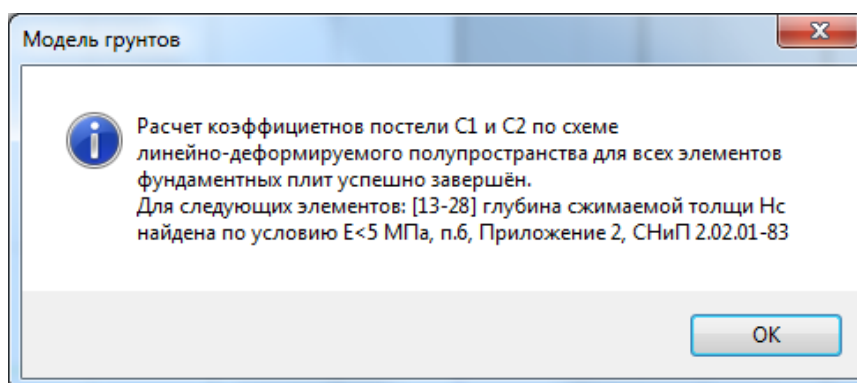 Модель грунтов
Расчет коэффициетнов постели С1 и С2 по схеме
линейно-деформируемого полупространства для всех элементов
фундаментных плит успешно завершён.
Для следующих элементов: [13-28] глубина сжимаемой толщи Нс
найдена по условию Е<5 МПа, п.6, Приложение 2, СНиП 2.02.01-83
ОК